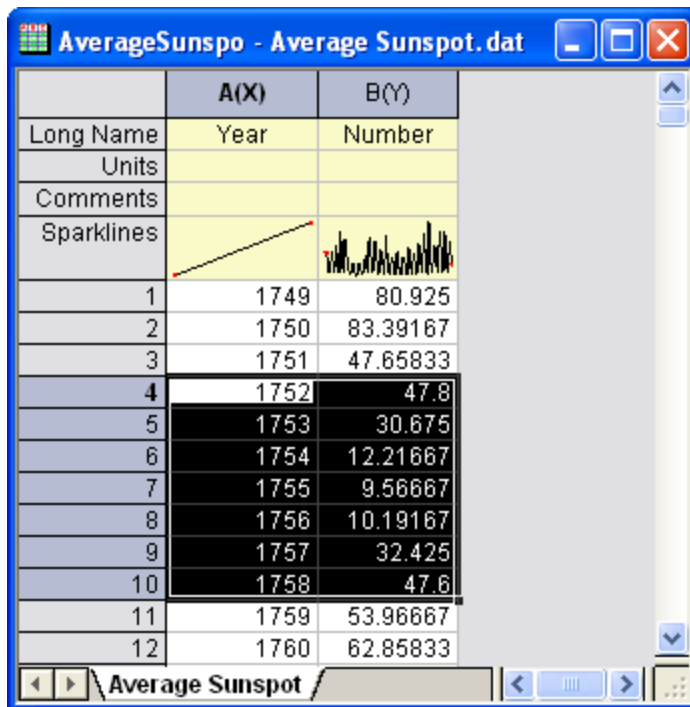 AverageSunspo - Average Sunspot.dat
A(X) B(Y)
Long Name Year Number
Units
Comments
Sparklines
1 1749 80.925
2 1750 83.39167
3 1751 47.65833
4 1752 47.8
5 1753 30.675
6 1754 12.21667
7 1755 9.56667
8 1756 10.19167
9 1757 32.425
10 1758 47.6
11 1759 53.96667
12 1760 62.85833
Average Sunspot